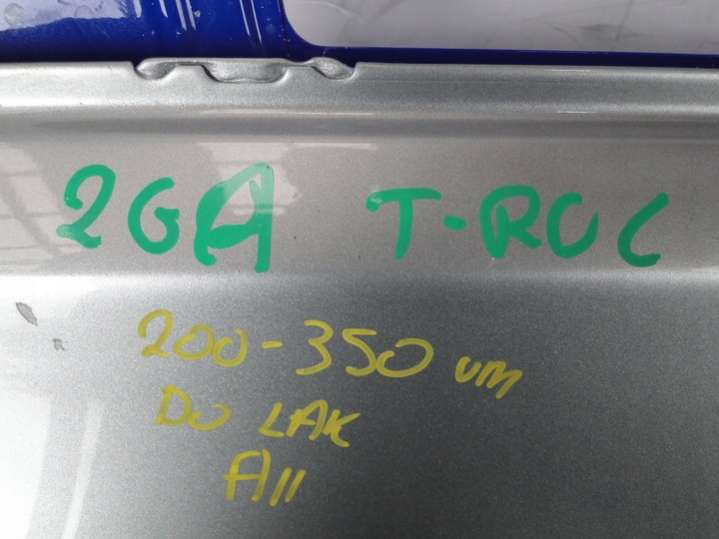 2GA T-ROC
200-350 um
DO LAK
A11